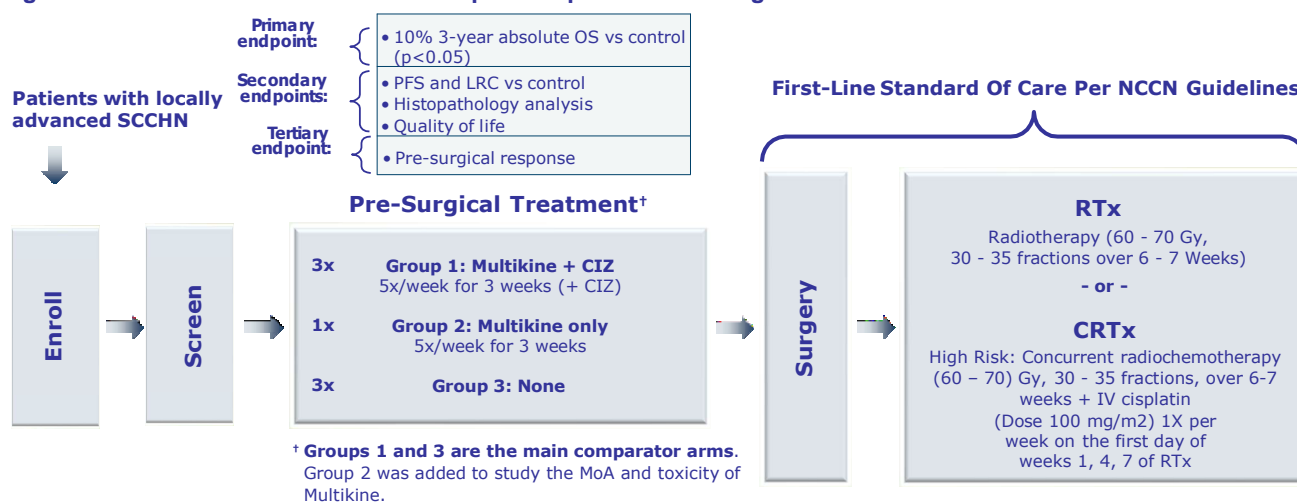 Primary endpoint:
• 10% 3-year absolute OS vs control
(p<0.05)
Secondary endpoints:
• PFS and LRC vs control
• Histopathology analysis
• Quality of life
Tertiary endpoint:
• Pre-surgical response
Patients with locally
advanced SCCHN
First-Line Standard Of Care Per NCCN Guidelines
Enroll
Screen
Pre-Surgical Treatment†
3x Group 1: Multikine + CIZ
5x/week for 3 weeks (+ CIZ)
1x Group 2: Multikine only
5x/week for 3 weeks
3x Group 3: None
† Groups 1 and 3 are the main comparator arms.
Group 2 was added to study the MoA and toxicity of
Multikine.
Surgery
RTx
Radiotherapy (60 - 70 Gy,
30 - 35 fractions over 6 - 7 Weeks)
- or -
CRTx
High Risk: Concurrent radiochemotherapy
(60 – 70) Gy, 30 - 35 fractions, over 6-7
weeks + IV cisplatin
(Dose 100 mg/m2) 1X per
week on the first day of
weeks 1, 4, 7 of RTx